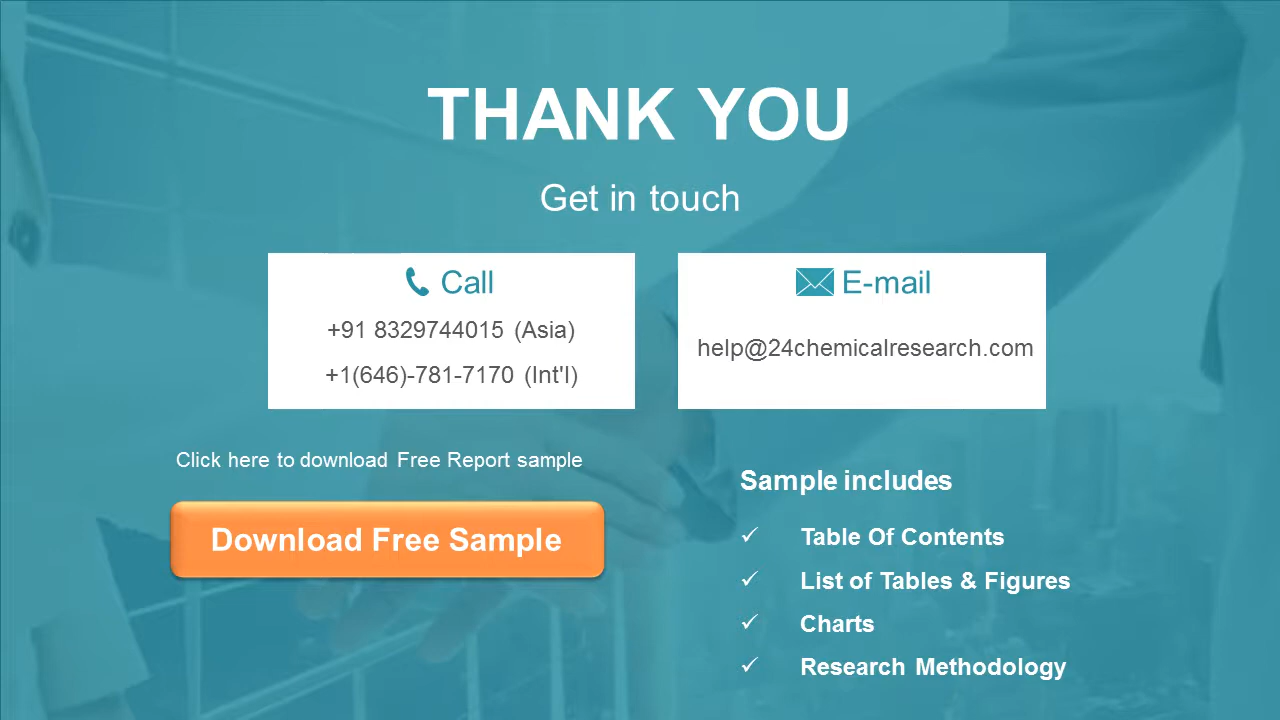 THANK YOU
Get in touch
Call
+91 8329744015 (Asia)
+1(646)-781-7170 (Int'l)
E-mail
help@24chemicalresearch.com
Click here to download Free Report sample
Download Free Sample
Sample includes
✓ Table Of Contents
✓ List of Tables & Figures
✓ Charts
✓ Research Methodology